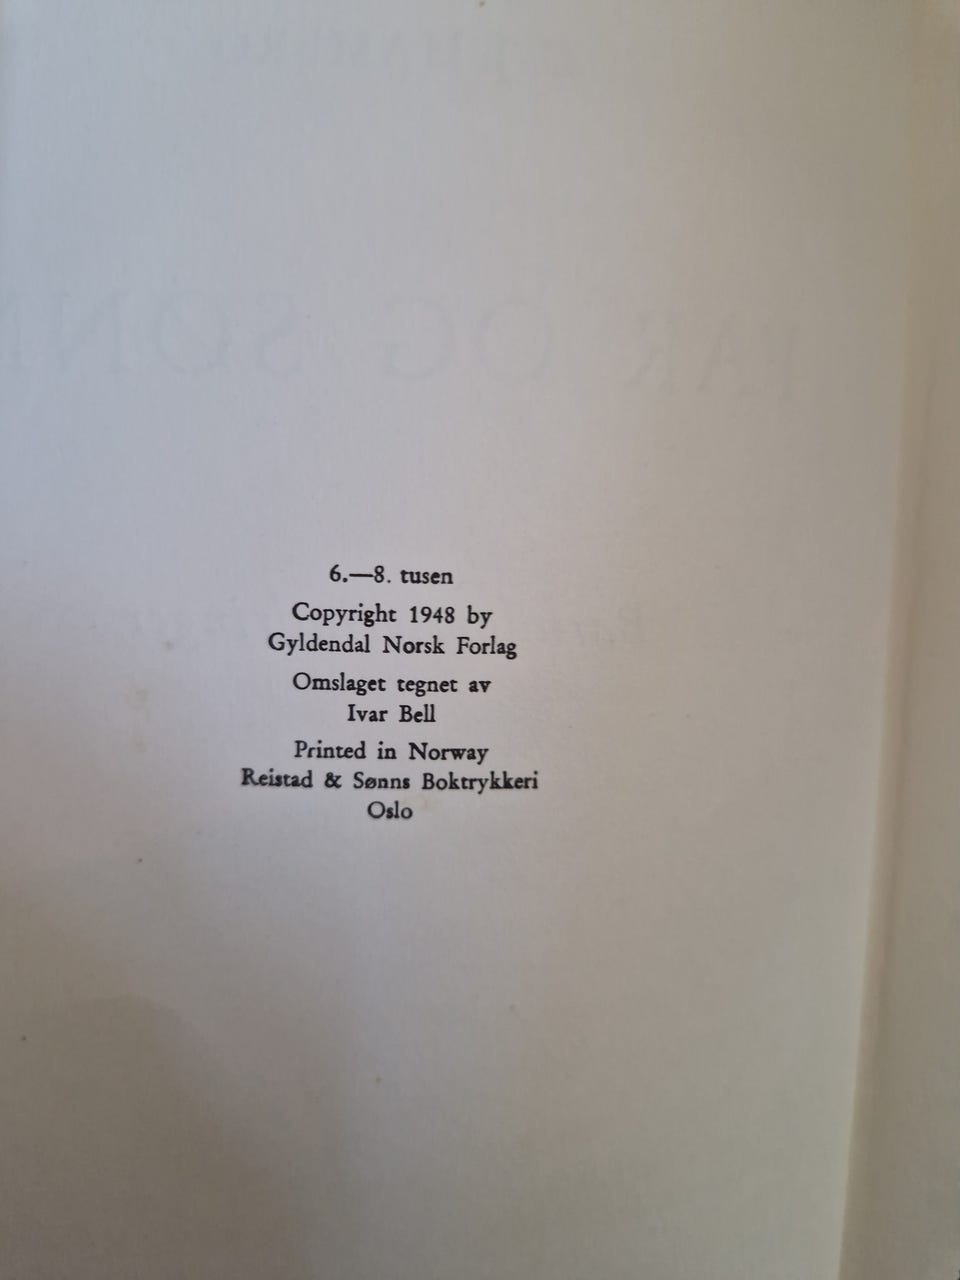 6.—8. tusen
Copyright 1948 by
Gyldendal Norsk Forlag
Omslaget tegnet av
Ivar Bell
Printed in Norway
Reistad & Sønns Boktrykkeri
Oslo